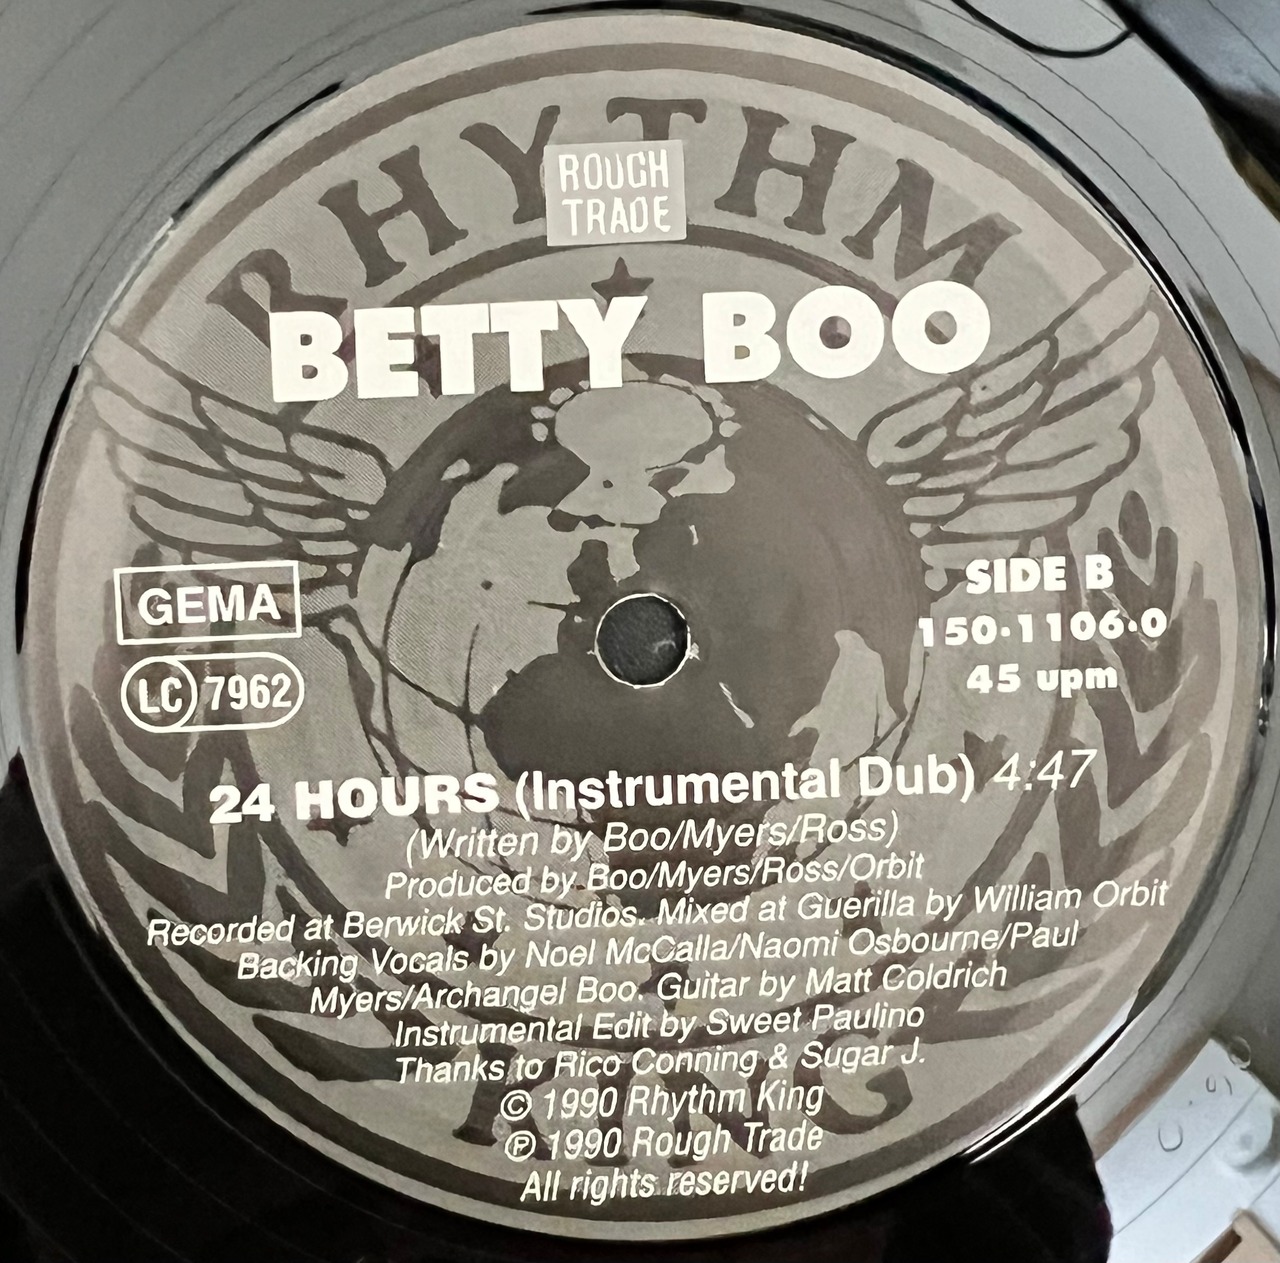 RHYTHM
ROUGH
TRADE
BETTY BOO
GEMA
LC 7962
SIDE B
150·1106·0
45 upm
24 HOURS (Instrumental Dub) 4:47
(Written by Boo/Myers/Ross)
Produced by Boo/Myers/Ross/Orbit
Recorded at Berwick St. Studios. Mixed at Guerilla by William Orbit
Backing Vocals by Noel McCalla/Naomi Osbourne/Paul
Myers/Archangel Boo. Guitar by Matt Coldrich
Instrumental Edit by Sweet Paulino
Thanks to Rico Conning & Sugar J.
KING
© 1990 Rhythm King
℗ 1990 Rough Trade
All rights reserved!